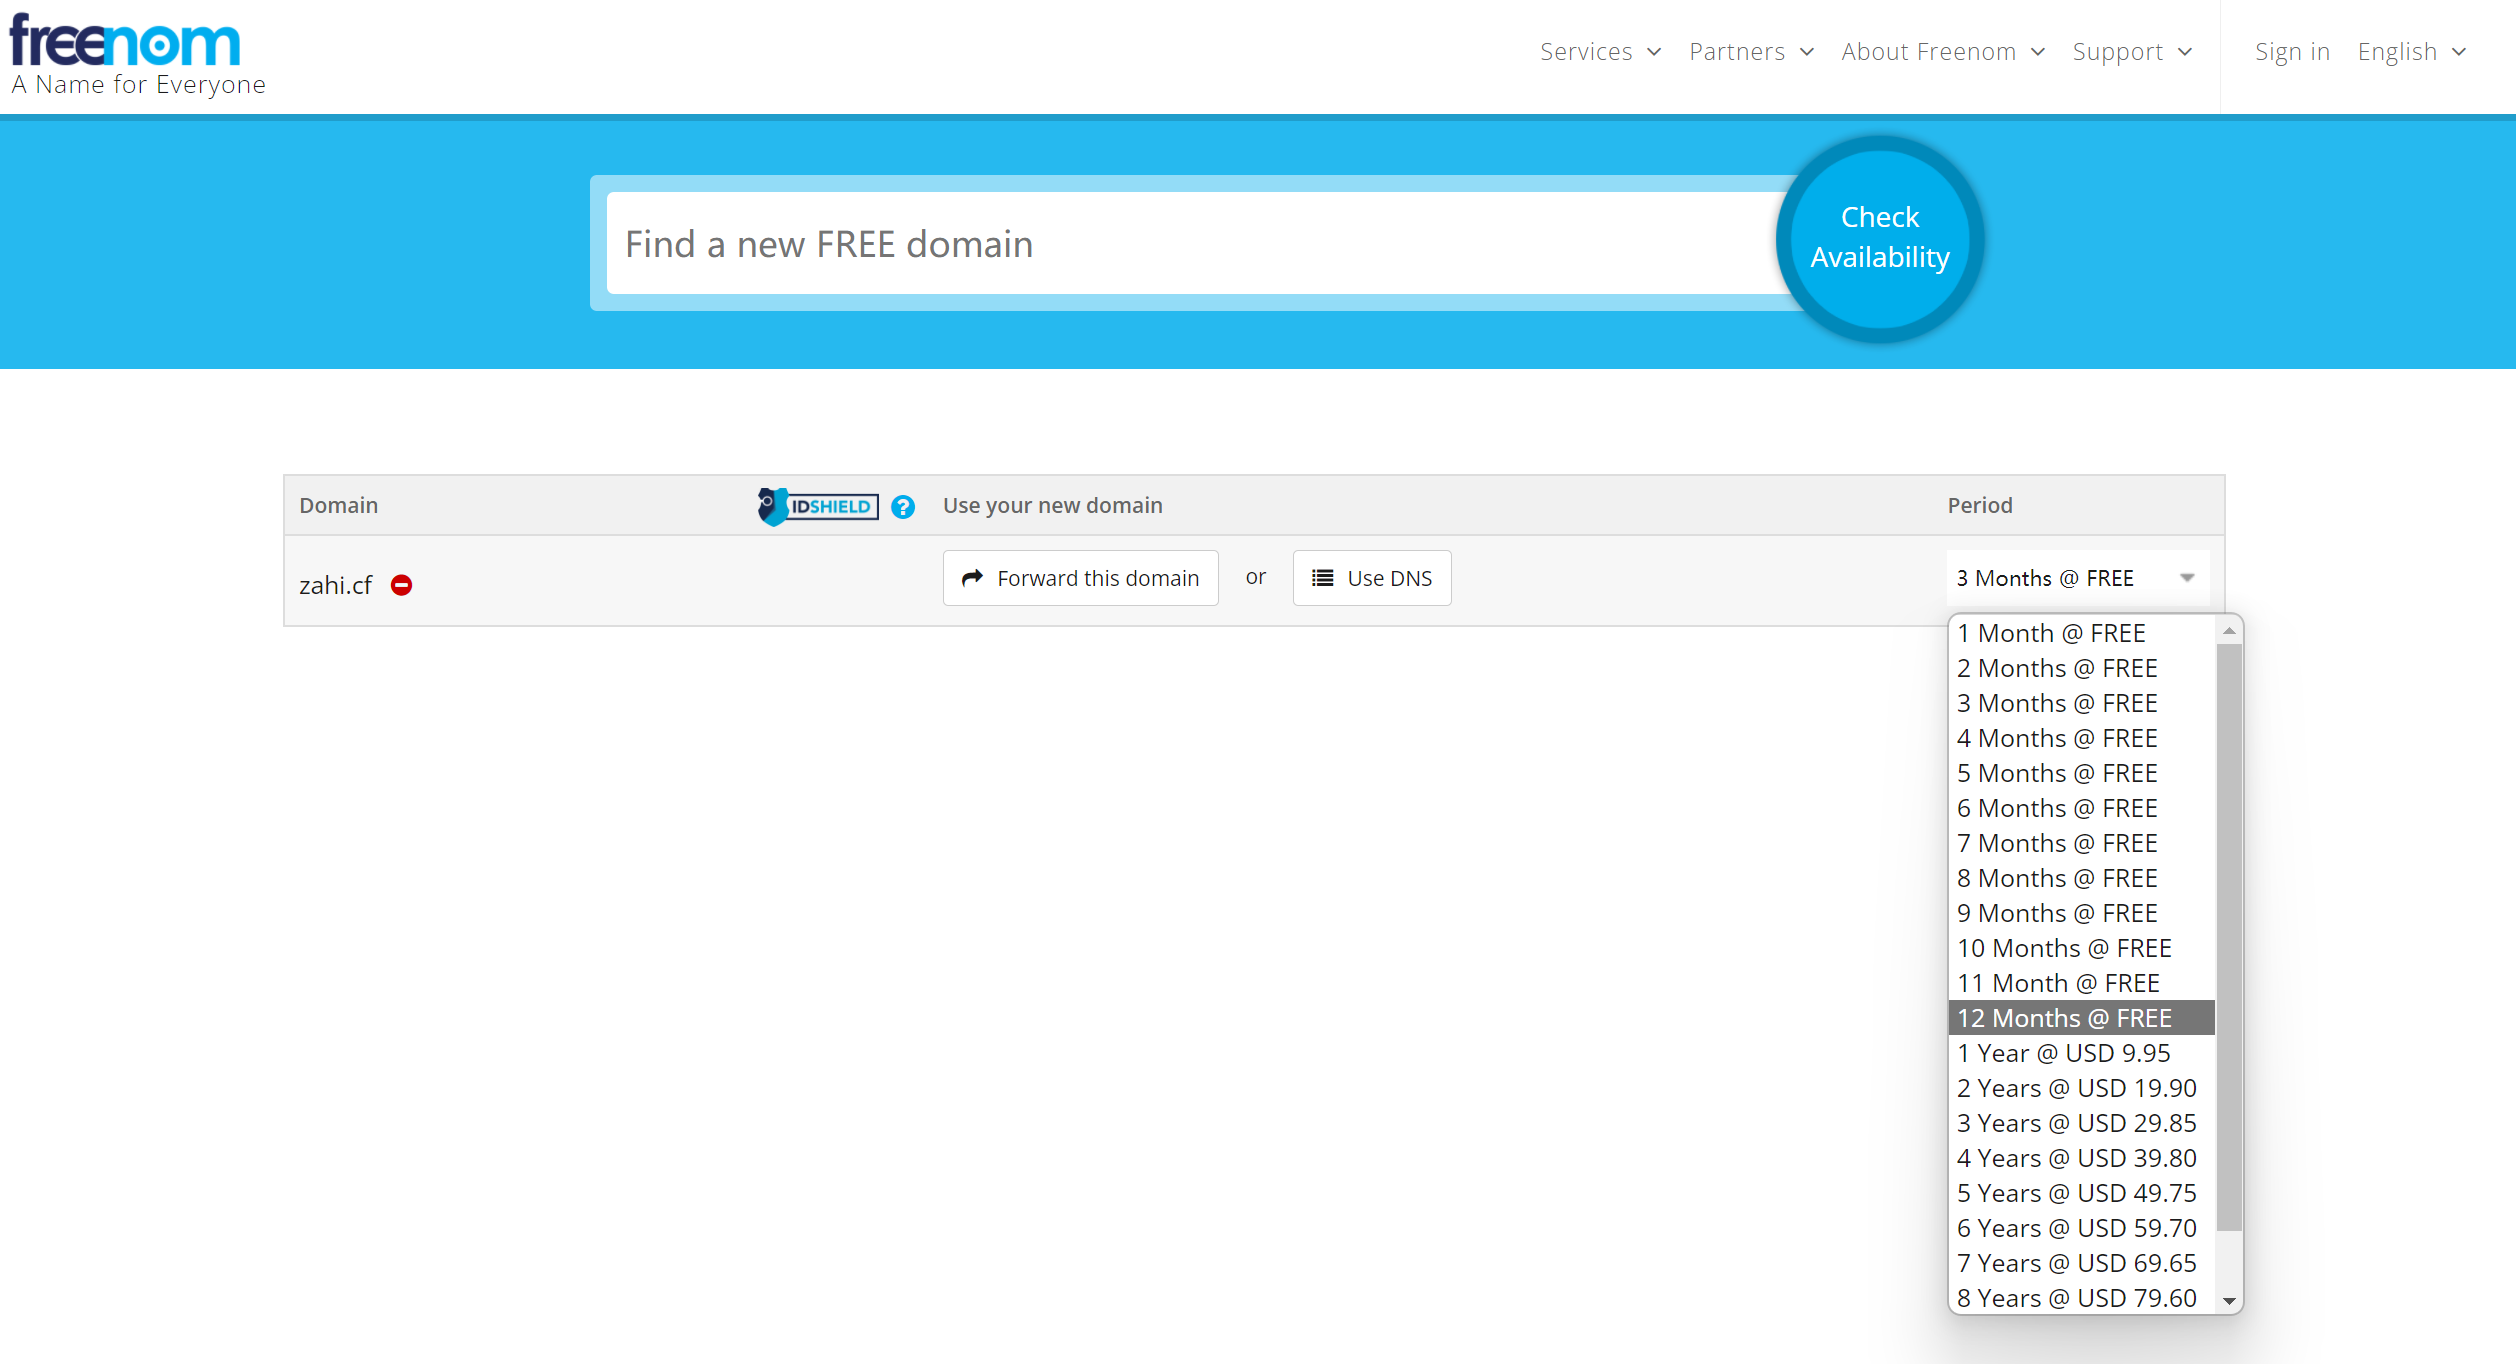 freenom
A Name for Everyone
Services
Partners
About Freenom
Support
Sign in
English
Find a new FREE domain
Check
Availability
Domain
IDSHIELD
?
Use your new domain
Period
zahi.cf
Forward this domain
or
Use DNS
3 Months @ FREE
1 Month @ FREE
2 Months @ FREE
3 Months @ FREE
4 Months @ FREE
5 Months @ FREE
6 Months @ FREE
7 Months @ FREE
8 Months @ FREE
9 Months @ FREE
10 Months @ FREE
11 Month @ FREE
12 Months @ FREE
1 Year @ USD 9.95
2 Years @ USD 19.90
3 Years @ USD 29.85
4 Years @ USD 39.80
5 Years @ USD 49.75
6 Years @ USD 59.70
7 Years @ USD 69.65
8 Years @ USD 79.60